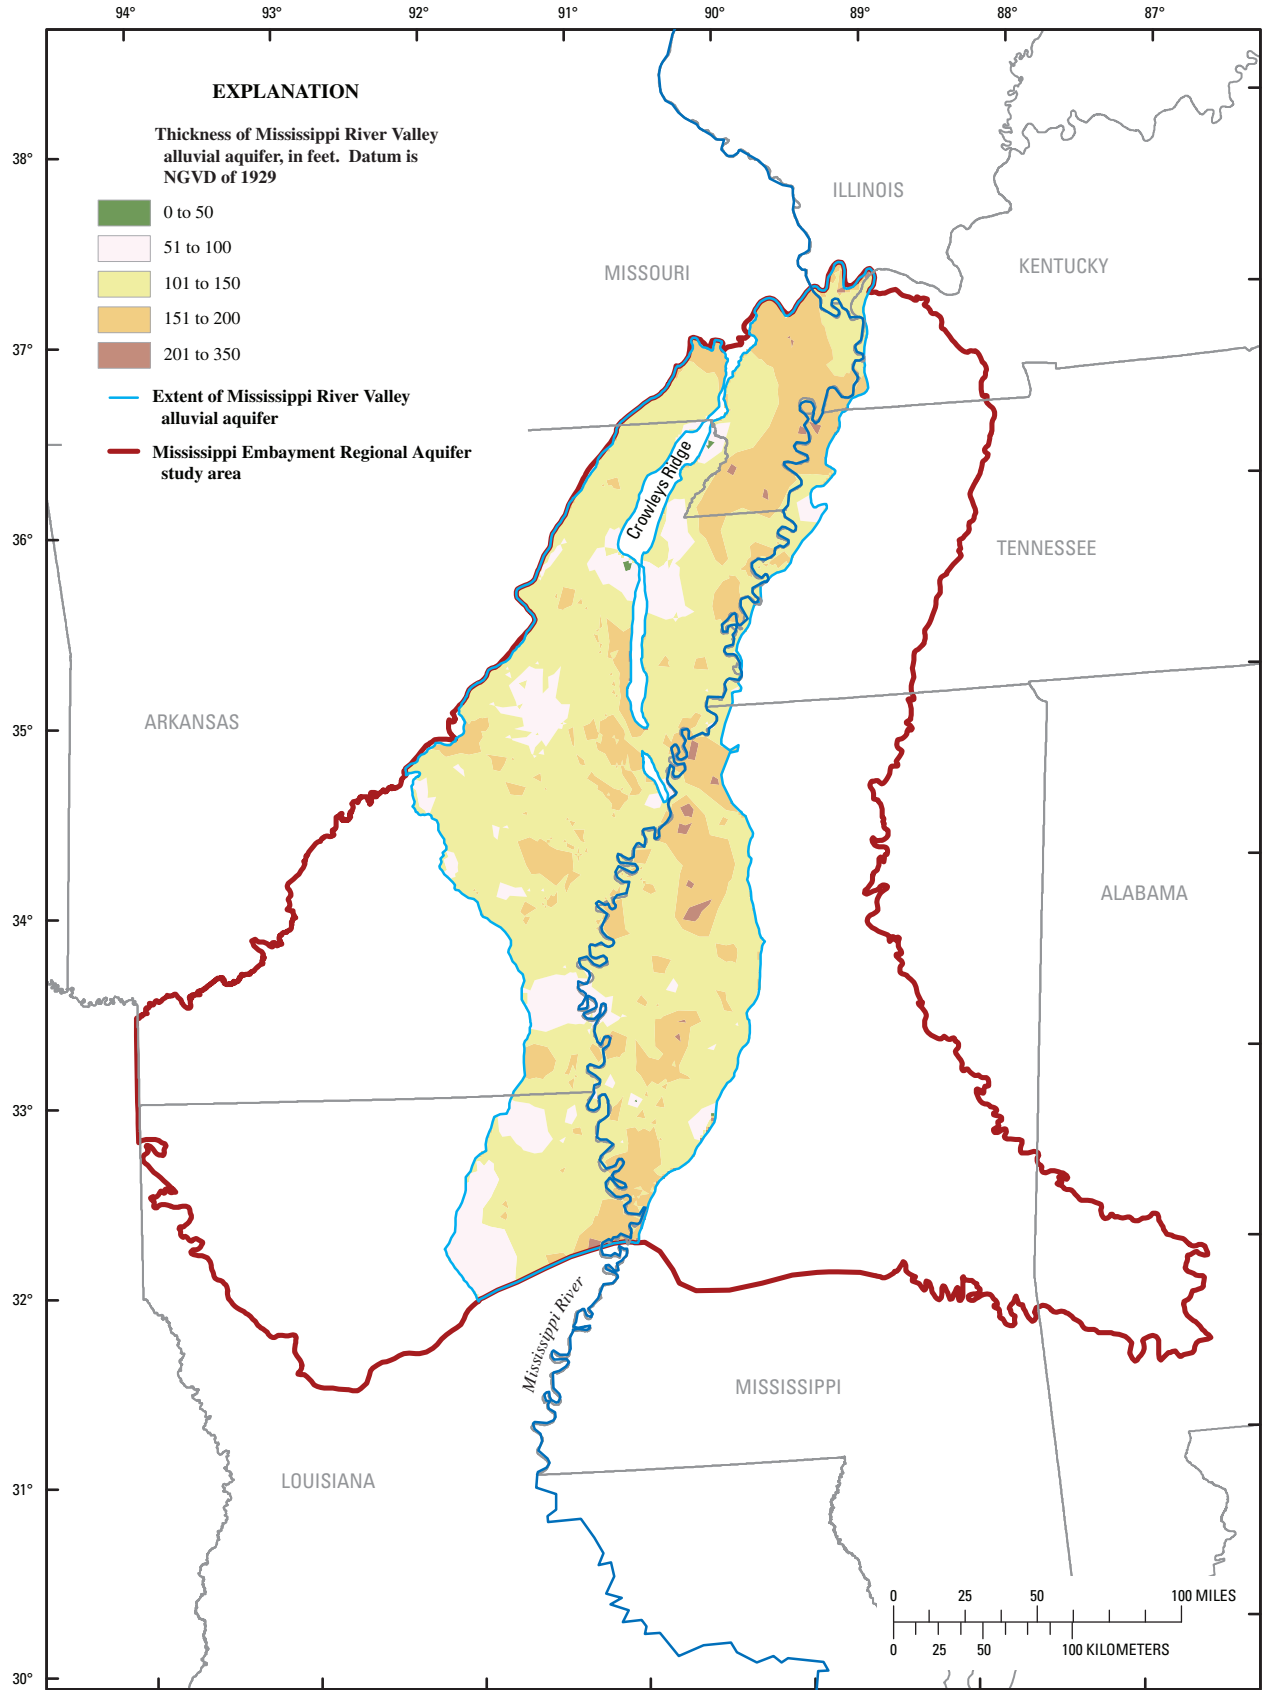 94° 93° 92° 91° 90° 89° 88° 87°
EXPLANATION
Thickness of Mississippi River Valley
alluvial aquifer, in feet. Datum is
NGVD of 1929
0 to 50
51 to 100
101 to 150
151 to 200
201 to 350
Extent of Mississippi River Valley
alluvial aquifer
Mississippi Embayment Regional Aquifer
study area
38°
37°
36°
35°
34°
33°
32°
31°
30°
ILLINOIS
MISSOURI
KENTUCKY
Crowleys Ridge
TENNESSEE
ARKANSAS
ALABAMA
Mississippi River
MISSISSIPPI
LOUISIANA
0 25 50 100 MILES
0 25 50 100 KILOMETERS